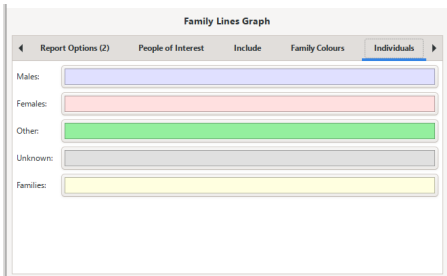 Family Lines Graph
Report Options (2) People of Interest Include Family Colours Individuals
Males:
Females:
Other:
Unknown:
Families: